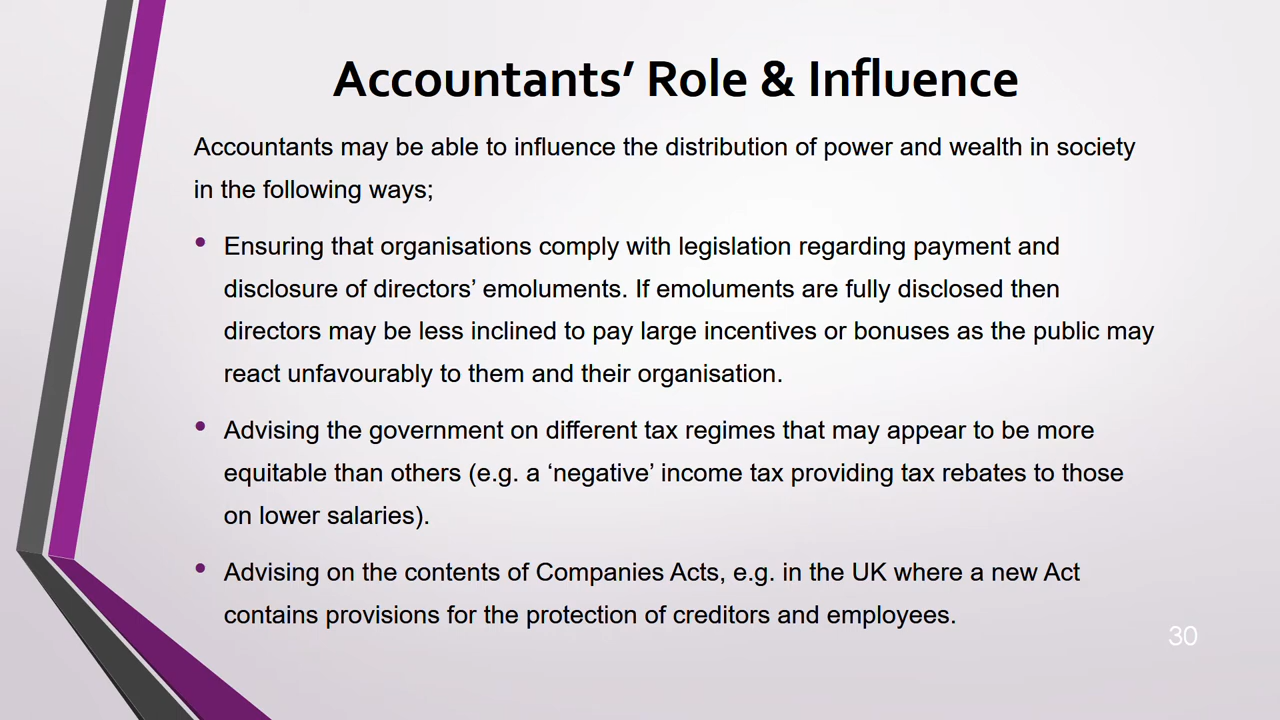 Accountants’ Role & Influence
Accountants may be able to influence the distribution of power and wealth in society
in the following ways;
• Ensuring that organisations comply with legislation regarding payment and
disclosure of directors’ emoluments. If emoluments are fully disclosed then
directors may be less inclined to pay large incentives or bonuses as the public may
react unfavourably to them and their organisation.
• Advising the government on different tax regimes that may appear to be more
equitable than others (e.g. a ‘negative’ income tax providing tax rebates to those
on lower salaries).
• Advising on the contents of Companies Acts, e.g. in the UK where a new Act
contains provisions for the protection of creditors and employees.
30